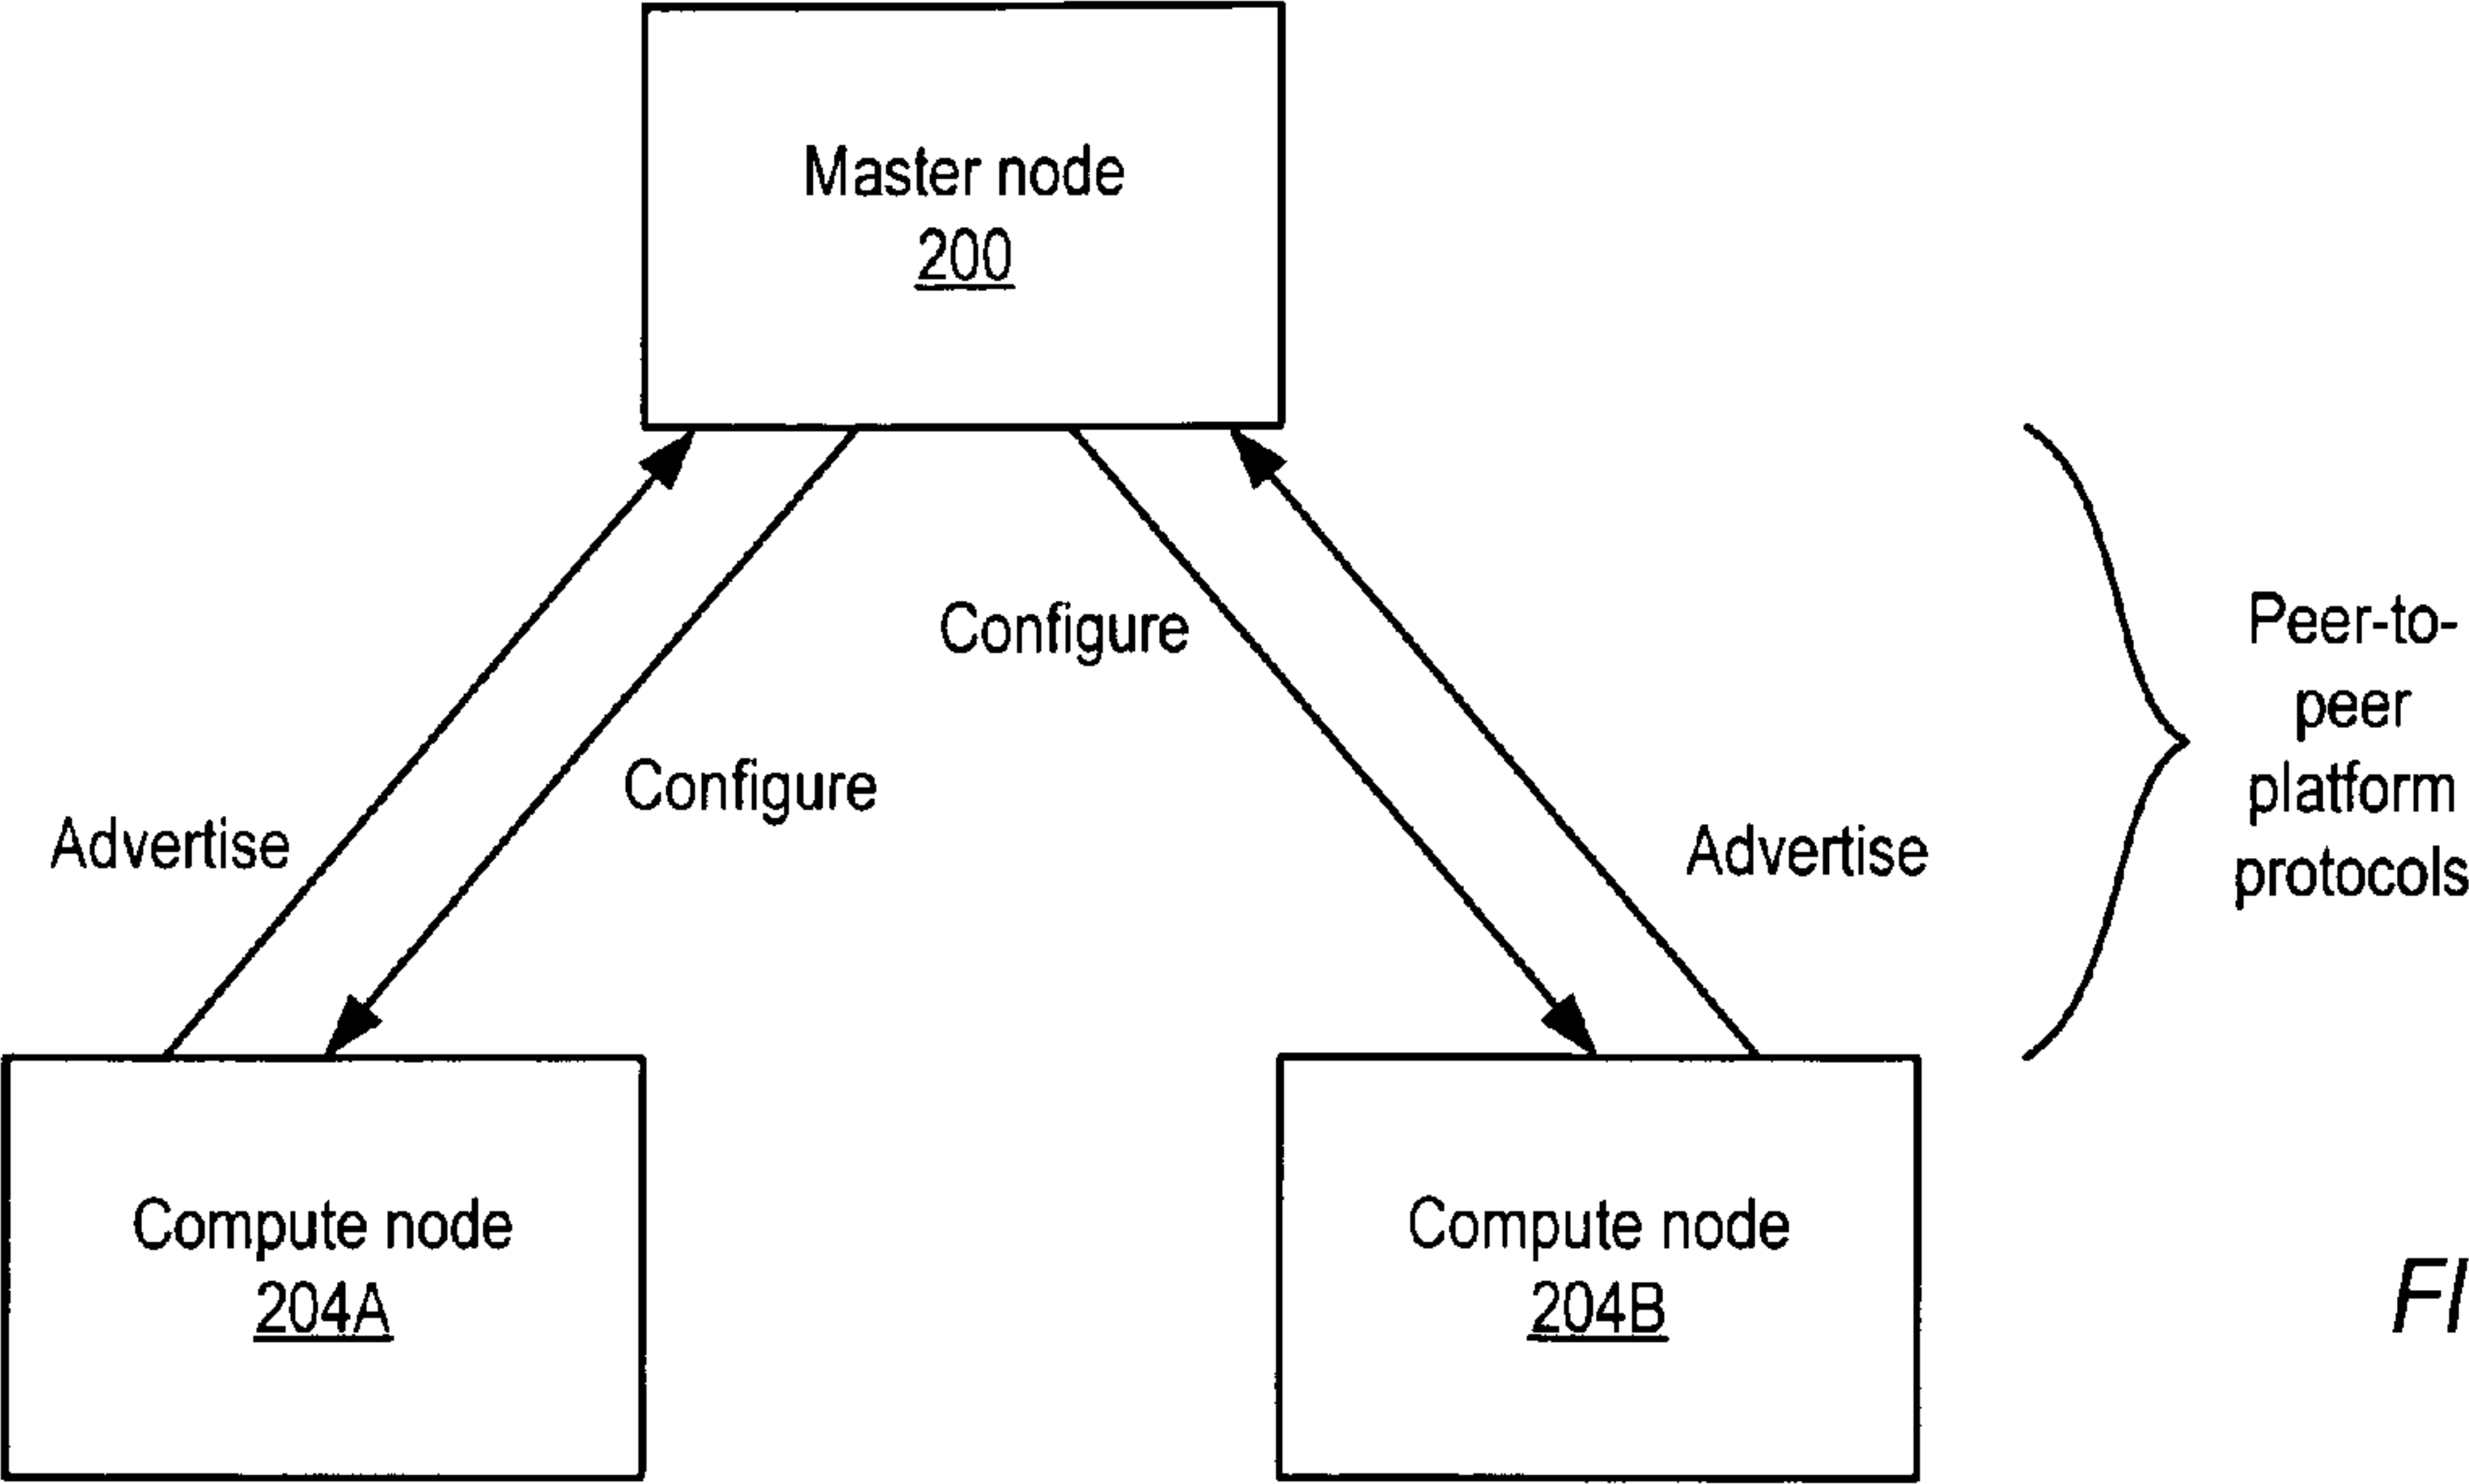 Master node
200
Configure
Configure
Advertise
Advertise
Peer-to-
peer
platform
protocols
Compute node
204A
Compute node
204B
FI